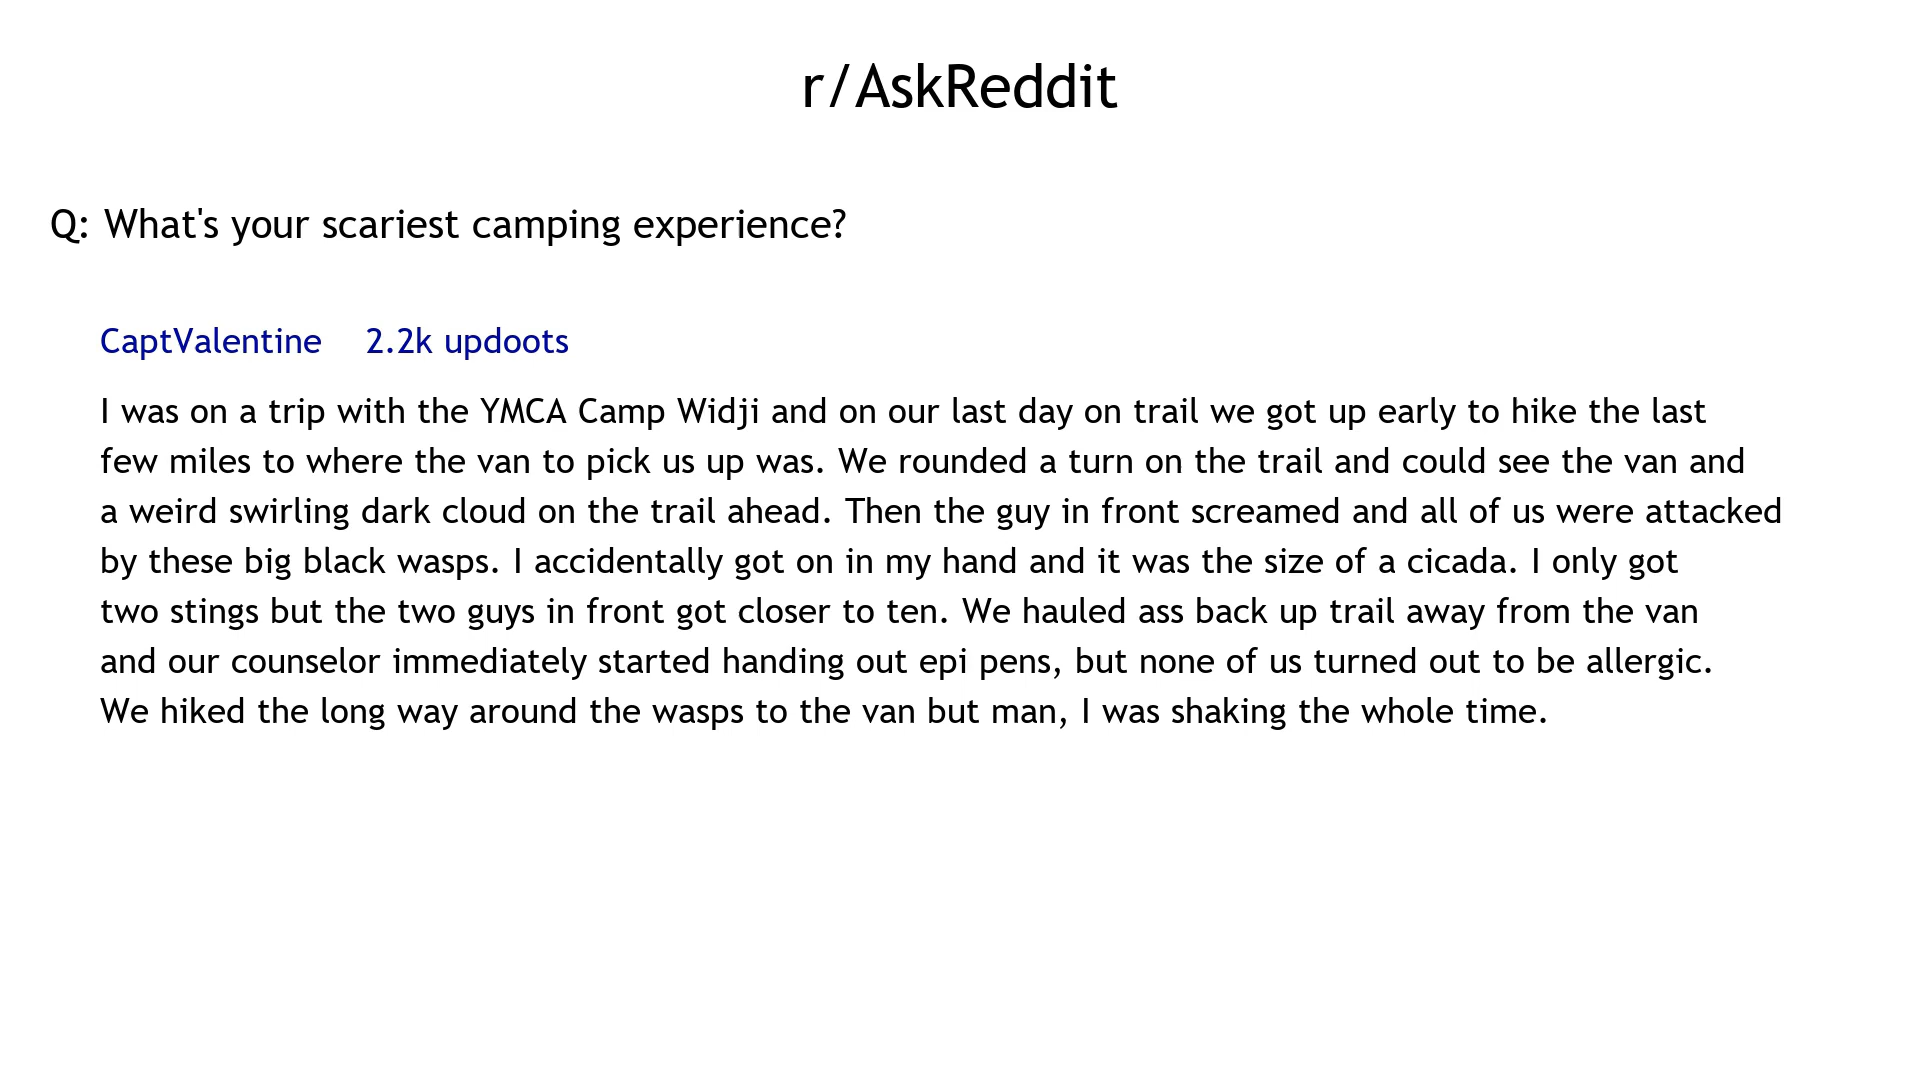 r/AskReddit
Q: What's your scariest camping experience?
CaptValentine 2.2k updoots
I was on a trip with the YMCA Camp Widji and on our last day on trail we got up early to hike the last
few miles to where the van to pick us up was. We rounded a turn on the trail and could see the van and
a weird swirling dark cloud on the trail ahead. Then the guy in front screamed and all of us were attacked
by these big black wasps. I accidentally got on in my hand and it was the size of a cicada. I only got
two stings but the two guys in front got closer to ten. We hauled ass back up trail away from the van
and our counselor immediately started handing out epi pens, but none of us turned out to be allergic.
We hiked the long way around the wasps to the van but man, I was shaking the whole time.